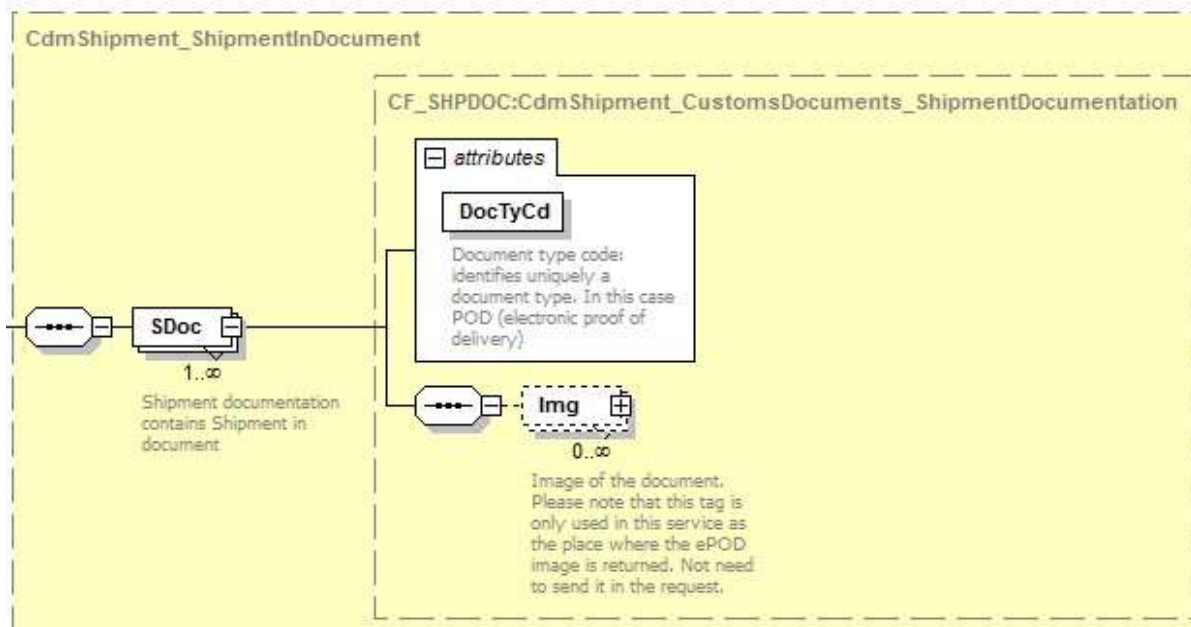 CdmShipment_ShipmentInDocument
CF_SHPDOC:CdmShipment_CustomsDocuments_ShipmentDocumentation
attributes
DocTyCd
Document type code:
identifies uniquely a
document type. In this case
POD (electronic proof of
delivery)
SDoc
1..∞
Shipment documentation
contains Shipment in
document
Img
0..∞
Image of the document.
Please note that this tag is
only used in this service as
the place where the ePOD
image is returned. Not need
to send it in the request.